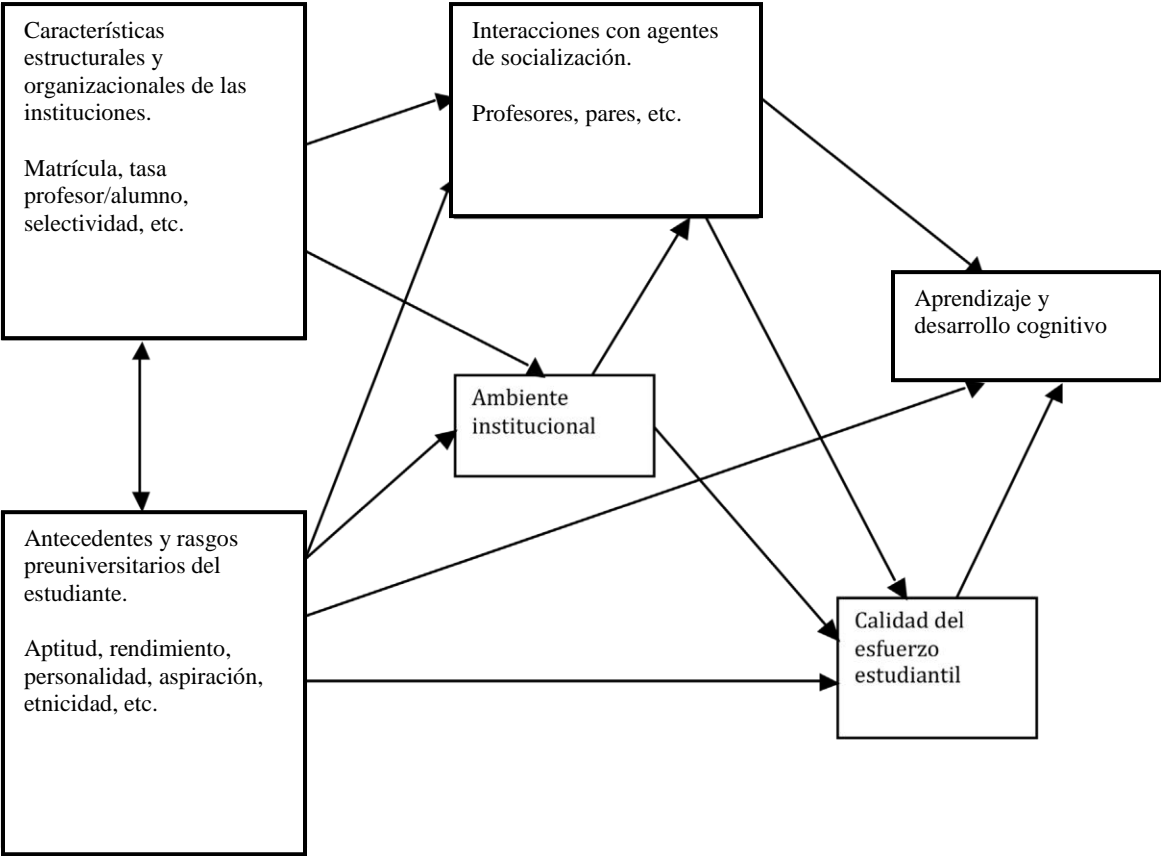 Características
estructurales y
organizacionales de las
instituciones.
Matrícula, tasa
profesor/alumno,
selectividad, etc.
Interacciones con agentes
de socialización.
Profesores, pares, etc.
Aprendizaje y
desarrollo cognitivo
Ambiente
institucional
Antecedentes y rasgos
preuniversitarios del
estudiante.
Aptitud, rendimiento,
personalidad, aspiración,
etnicidad, etc.
Calidad del
esfuerzo
estudiantil